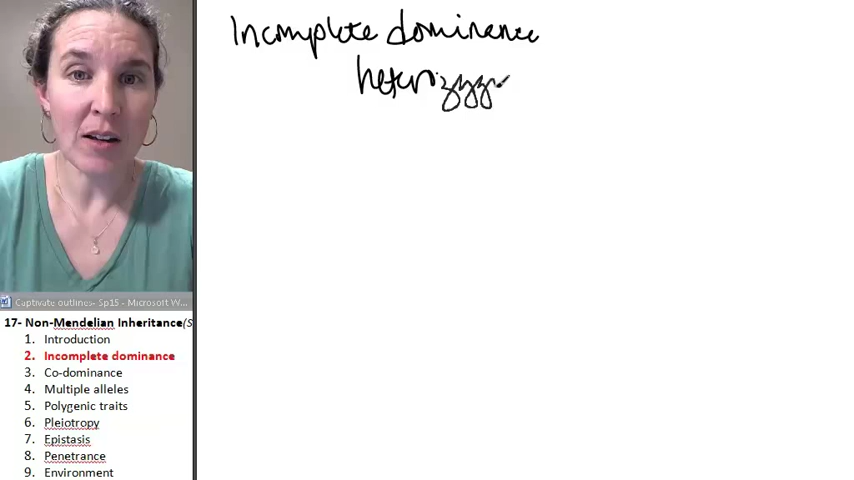 Incomplete dominance
heterozygo
Captivate outlines- Sp15 - Microsoft W...
17- Non-Mendelian Inheritance(S
1. Introduction
2. Incomplete dominance
3. Co-dominance
4. Multiple alleles
5. Polygenic traits
6. Pleiotropy
7. Epistasis
8. Penetrance
9. Environment